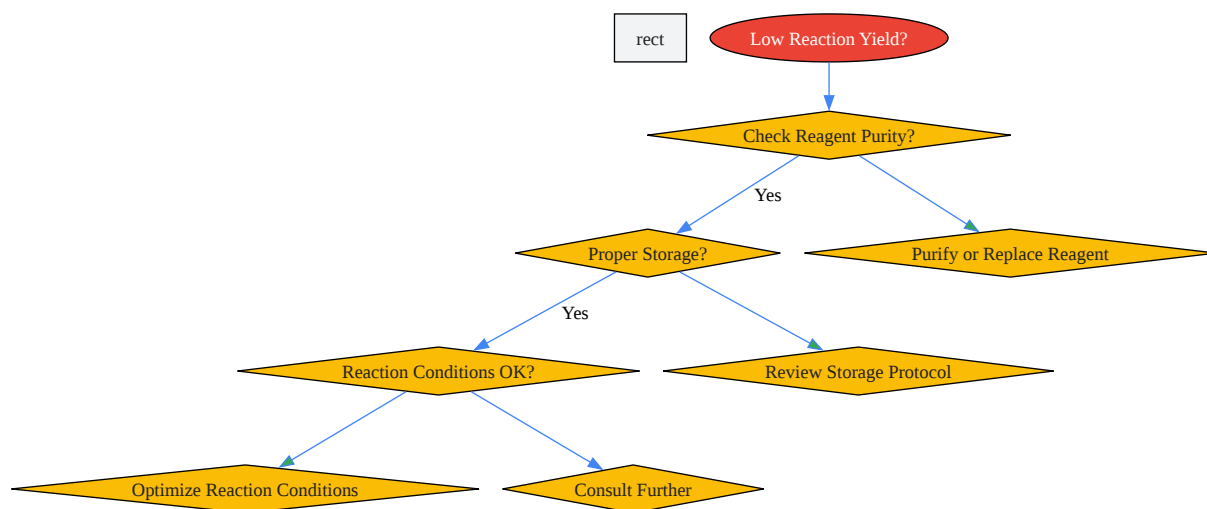 rect
Low Reaction Yield?
Check Reagent Purity?
Yes
Proper Storage?
Purify or Replace Reagent
Yes
Reaction Conditions OK?
Review Storage Protocol
Optimize Reaction Conditions
Consult Further